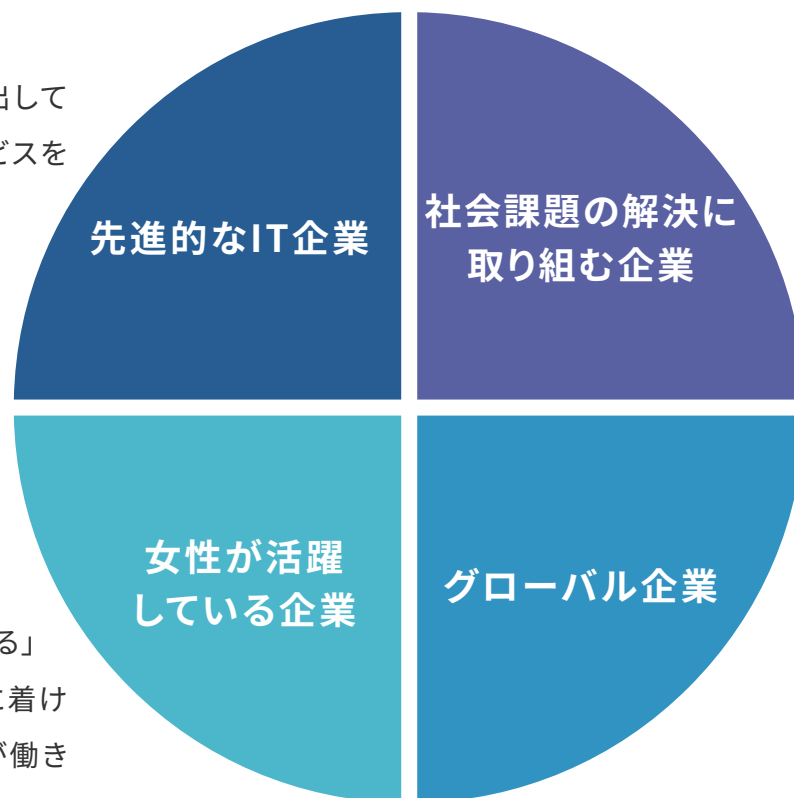 出して
ビスを
先進的なIT企業
社会課題の解決に
取り組む企業
女性が活躍
している企業
グローバル企業
る」
に着け
が働き